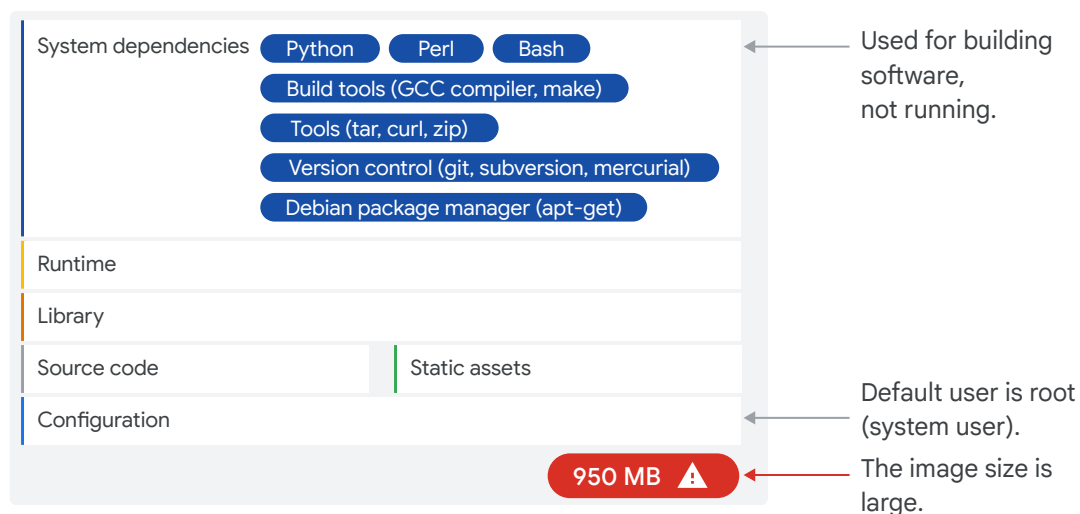 System dependencies Python Perl Bash
Build tools (GCC compiler, make)
Tools (tar, curl, zip)
Version control (git, subversion, mercurial)
Debian package manager (apt-get)
Used for building
software,
not running.
Runtime
Library
Source code Static assets
Configuration
Default user is root
(system user).
950 MB
The image size is
large.